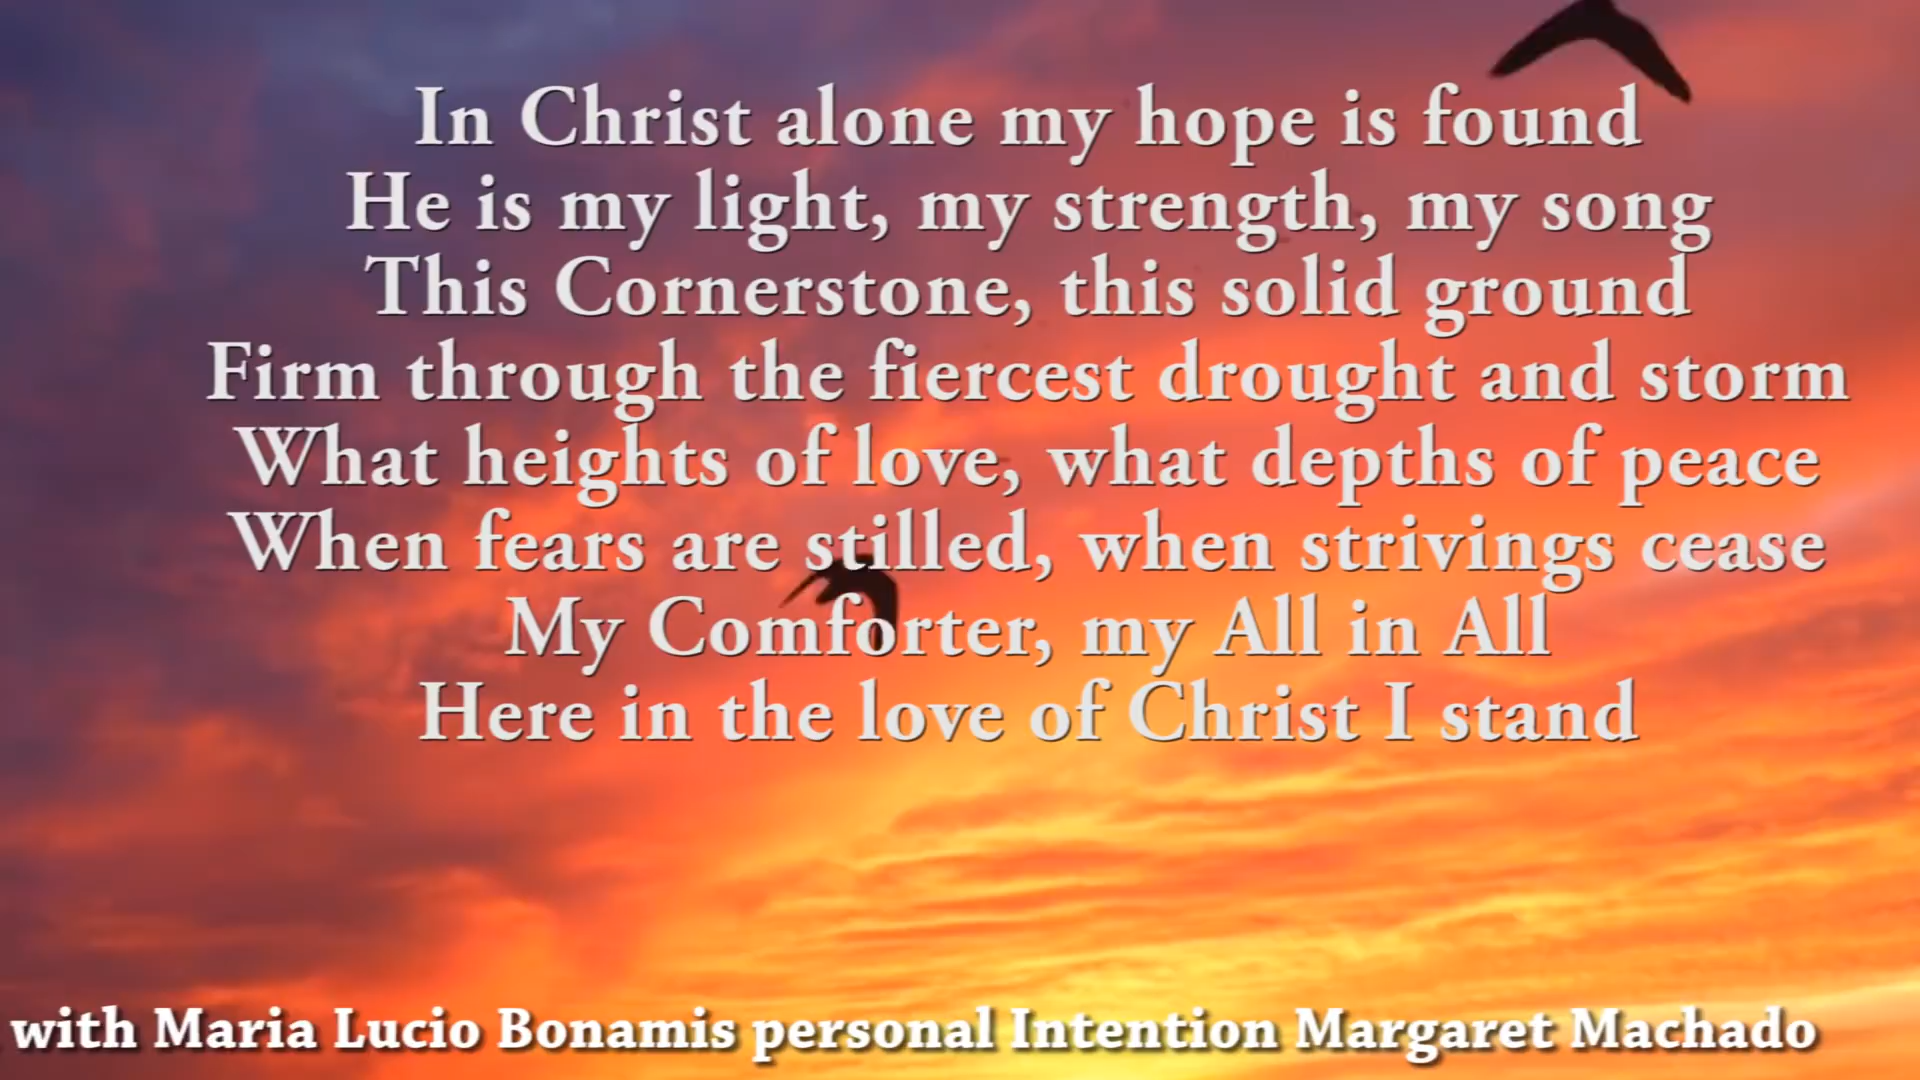 In Christ alone my hope is found
He is my light, my strength, my song
This Cornerstone, this solid ground
Firm through the fiercest drought and storm
What heights of love, what depths of peace
When fears are stilled, when strivings cease
My Comforter, my All in All
Here in the love of Christ I stand
with Maria Lucio Bonamis personal Intention Margaret Machado